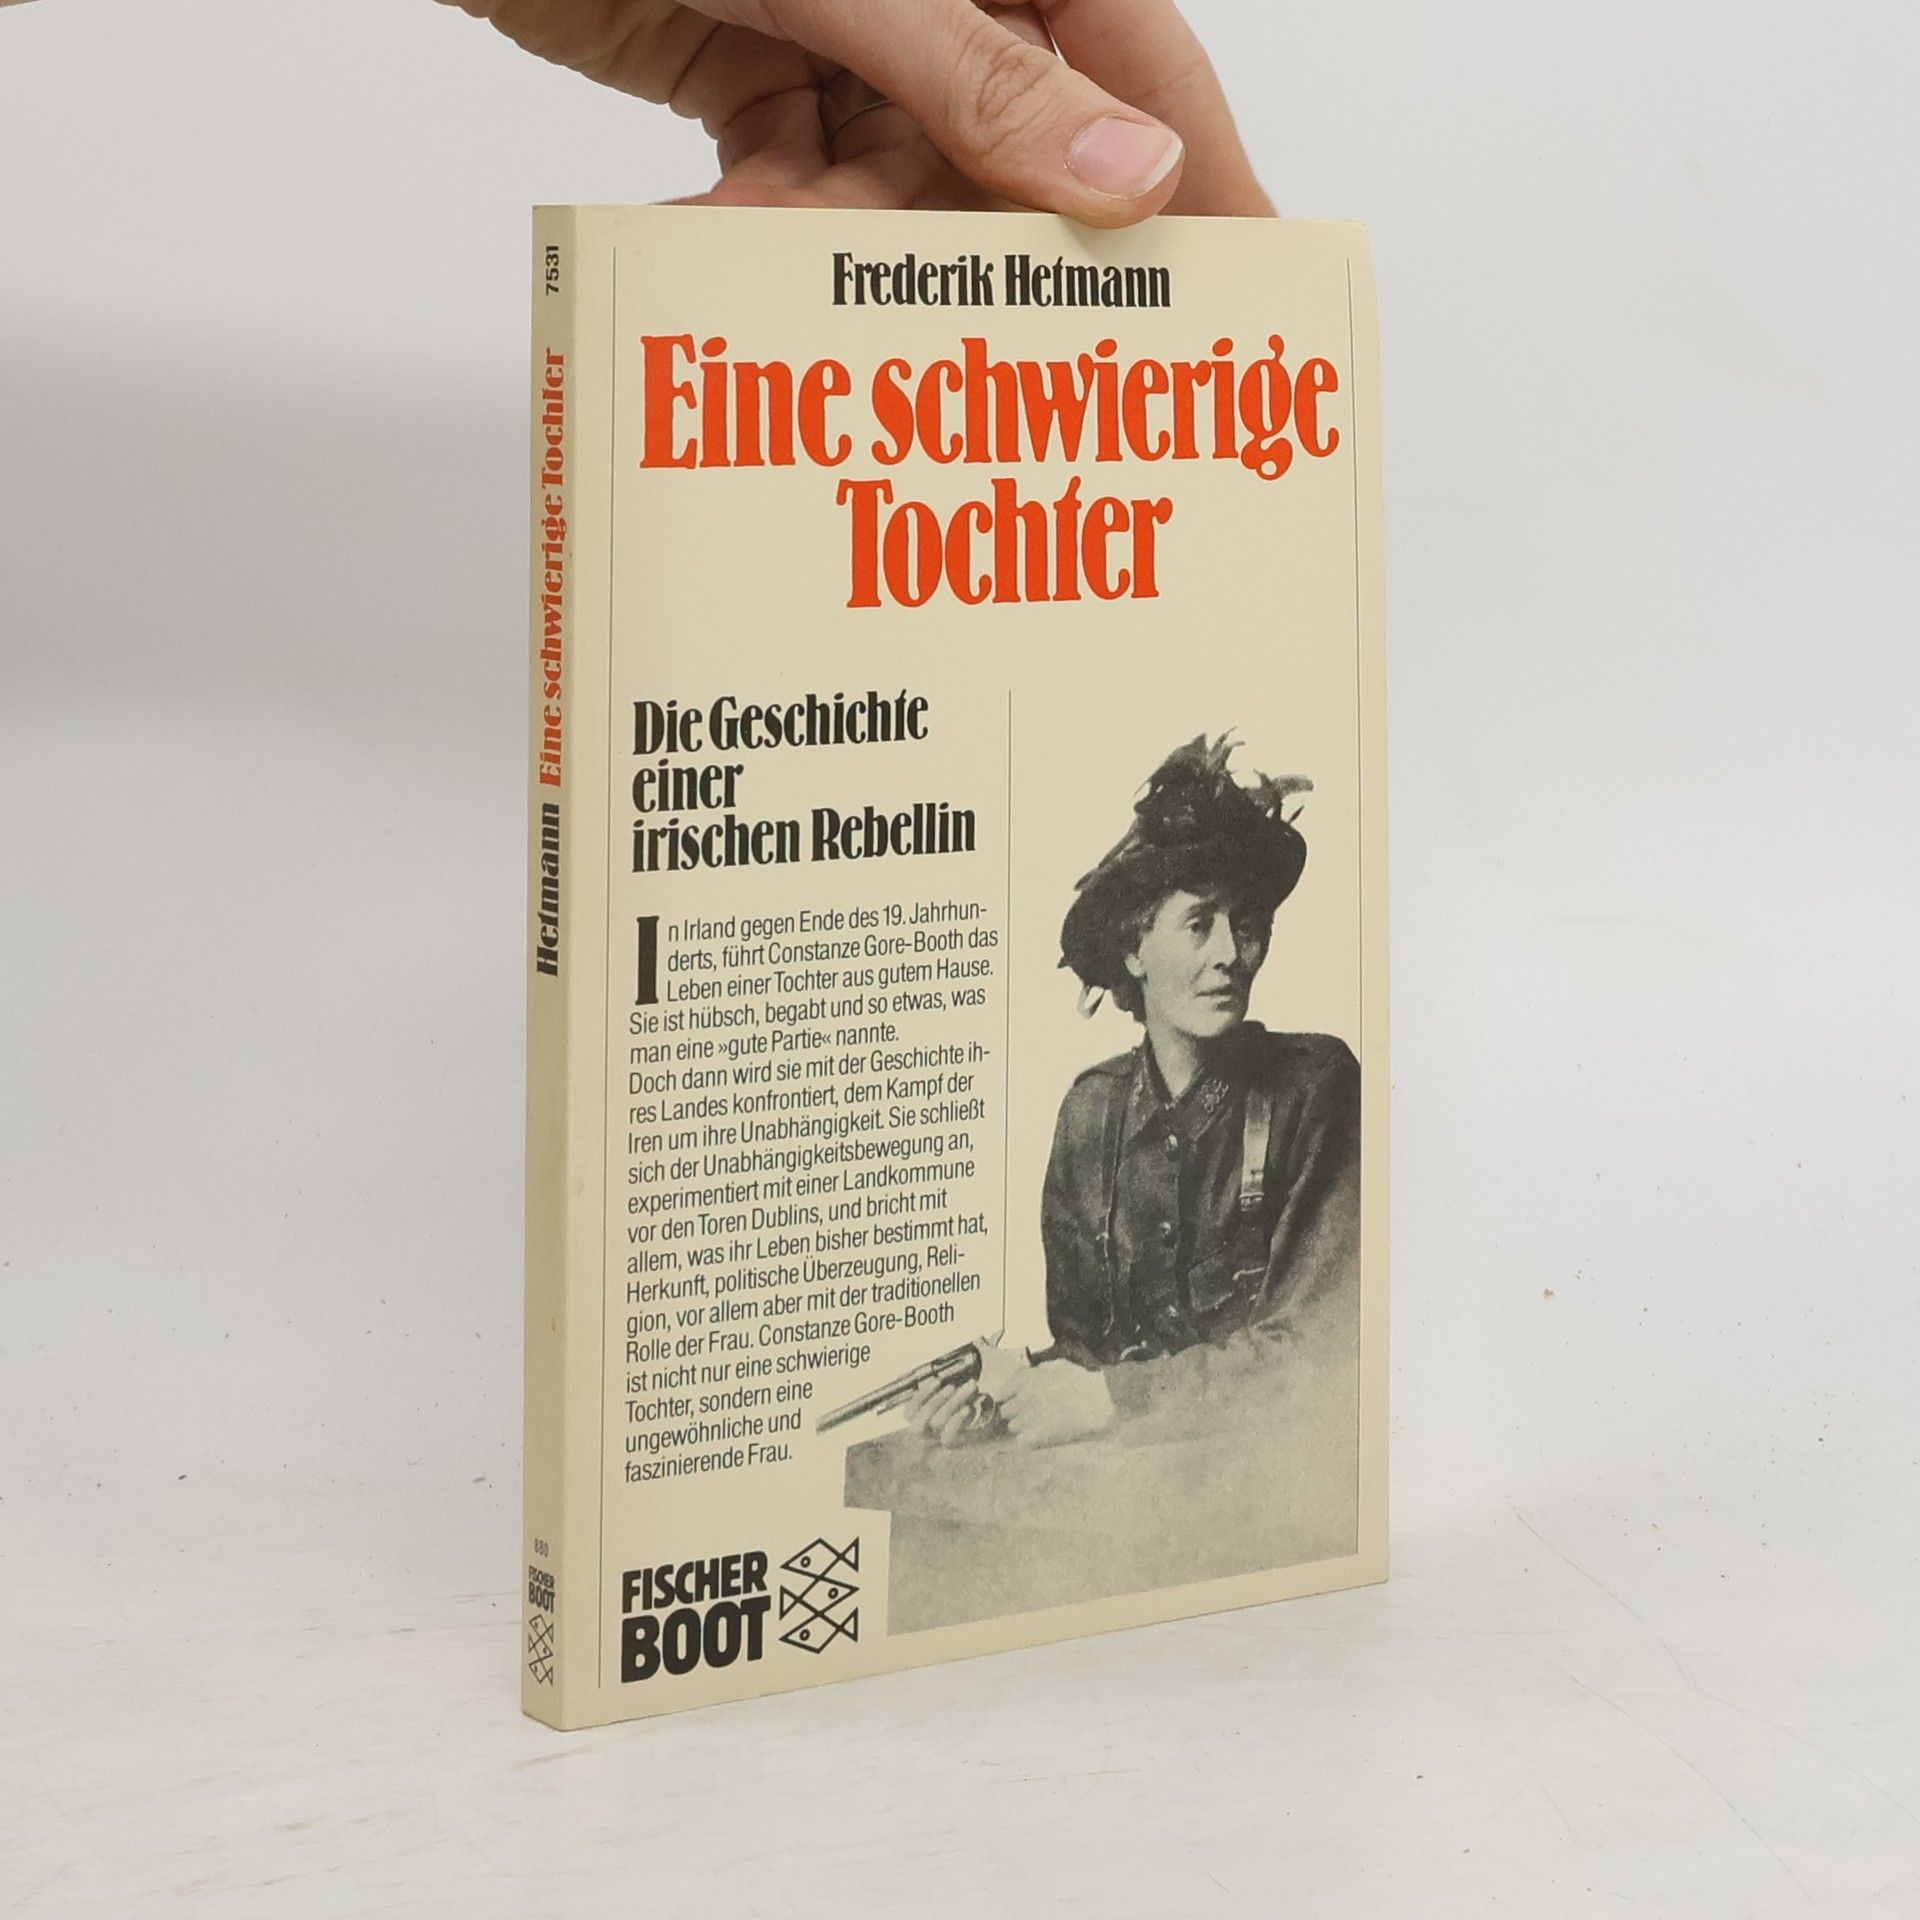 Frederik Hetmann
Eine schwierige
Tochter
Die Geschichte
einer
irischen Rebellin
In Irland gegen Ende des 19. Jahrhun-
derts, führt Constanze Gore-Booth das
Leben einer Tochter aus gutem Hause.
Sie ist hübsch, begabt und so etwas, was
man eine »gute Partie« nannte.
Doch dann wird sie mit der Geschichte ih-
res Landes konfrontiert, dem Kampf der
Iren um ihre Unabhängigkeit. Sie schließt
sich der Unabhängigkeitsbewegung an,
experimentiert mit einer Landkommune
vor den Toren Dublins, und bricht mit
allem, was ihr Leben bisher bestimmt hat,
Herkunft, politische Überzeugung, Reli-
gion, vor allem aber mit der traditionellen
Rolle der Frau. Constanze Gore-Booth
ist nicht nur eine schwierige
Tochter, sondern eine
ungewöhnliche und
faszinierende Frau.
FISCHER
BOOT
7531
Hetmann Eine schwierige Tochter
880
FISCHER
BOOT